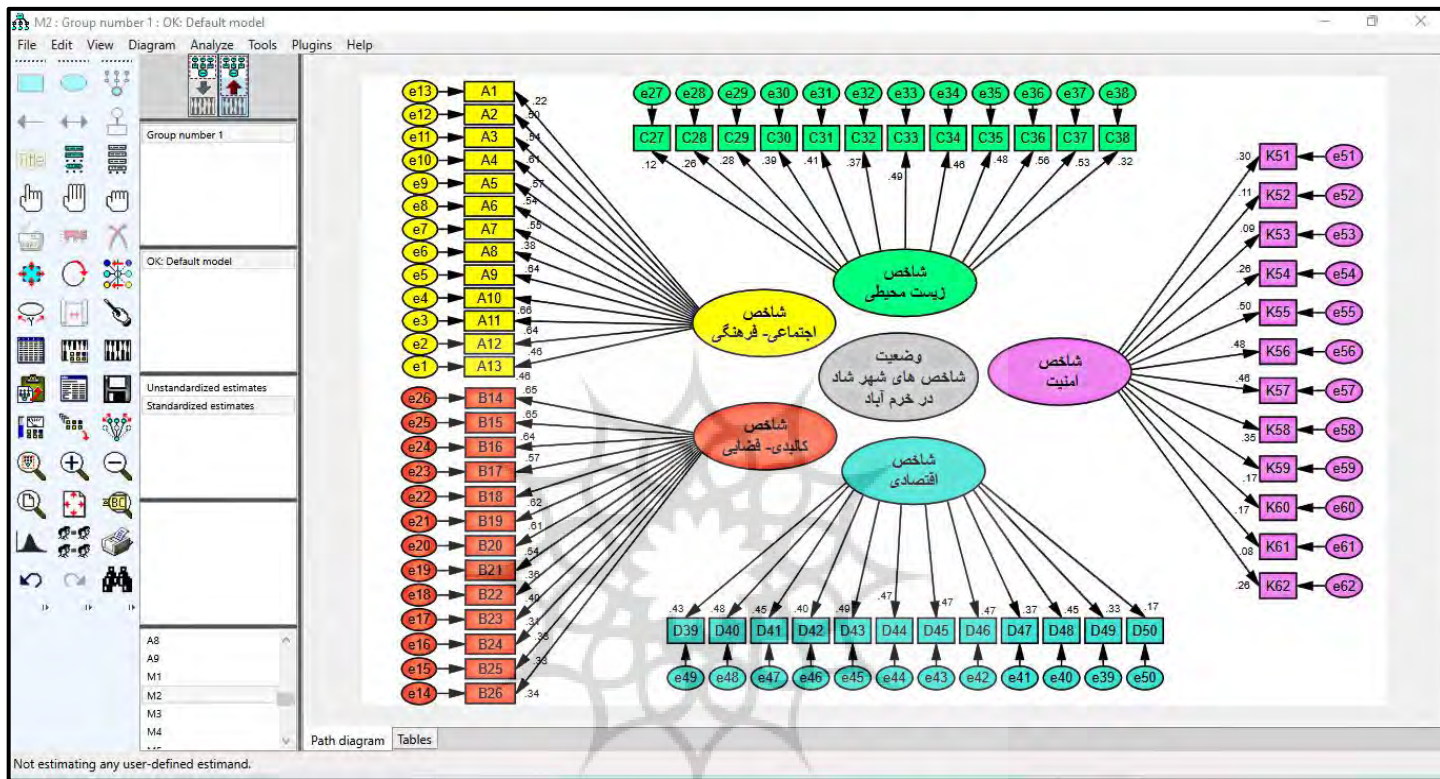 M2 : Group number 1 : OK: Default model
File Edit View Diagram Analyze Tools Plugins Help
Title
Group number 1
OK: Default model
Unstandardized estimates
Standardized estimates
A8
A9
M1
M2
M3
M4
e13 A1 .22
e12 A2 .50
e11 A3 .54
e10 A4 .61
e9 A5 .57
e8 A6 .54
e7 A7 .55
e6 A8 .38
e5 A9 .64
e4 A10 .66
e3 A11 .64
e2 A12 .46
e1 A13 .46
e26 B14 .65
e25 B15 .65
e24 B16 .64
e23 B17 .57
e22 B18 .62
e21 B19 .61
e20 B20 .54
e19 B21 .36
e18 B22 .40
e17 B23 .31
e16 B24
e15 B25 .33
e14 B26 .34
e27 e28 e29 e30 e31 e32 e33 e34 e35 e36 e37 e38
C27 C28 C29 C30 C31 C32 C33 C34 C35 C36 C37 C38
.12 .26 .28 .39 .41 .37 .49 .46 .48 .56 .53 .32
شاخص
زیست محیطی
شاخص
اجتماعی- فرهنگی
وضعیت
شاخص های شهر شاد
در خرم آباد
شاخص
امنیت
شاخص
کالبدی- فضایی
شاخص
اقتصادی
.30 K51 e51
.11 K52 e52
.09 K53 e53
.26 K54 e54
.50 K55 e55
.48 K56 e56
.46 K57 e57
.35 K58 e58
.17 K59 e59
.17 K60 e60
.08 K61 e61
.26 K62 e62
.43 .48 .45 .40 .49 .47 .47 .47 .37 .45 .33 .17
D39 D40 D41 D42 D43 D44 D45 D46 D47 D48 D49 D50
e49 e48 e47 e46 e45 e44 e43 e42 e41 e40 e39 e50
Path diagram Tables
Not estimating any user-defined estimand.